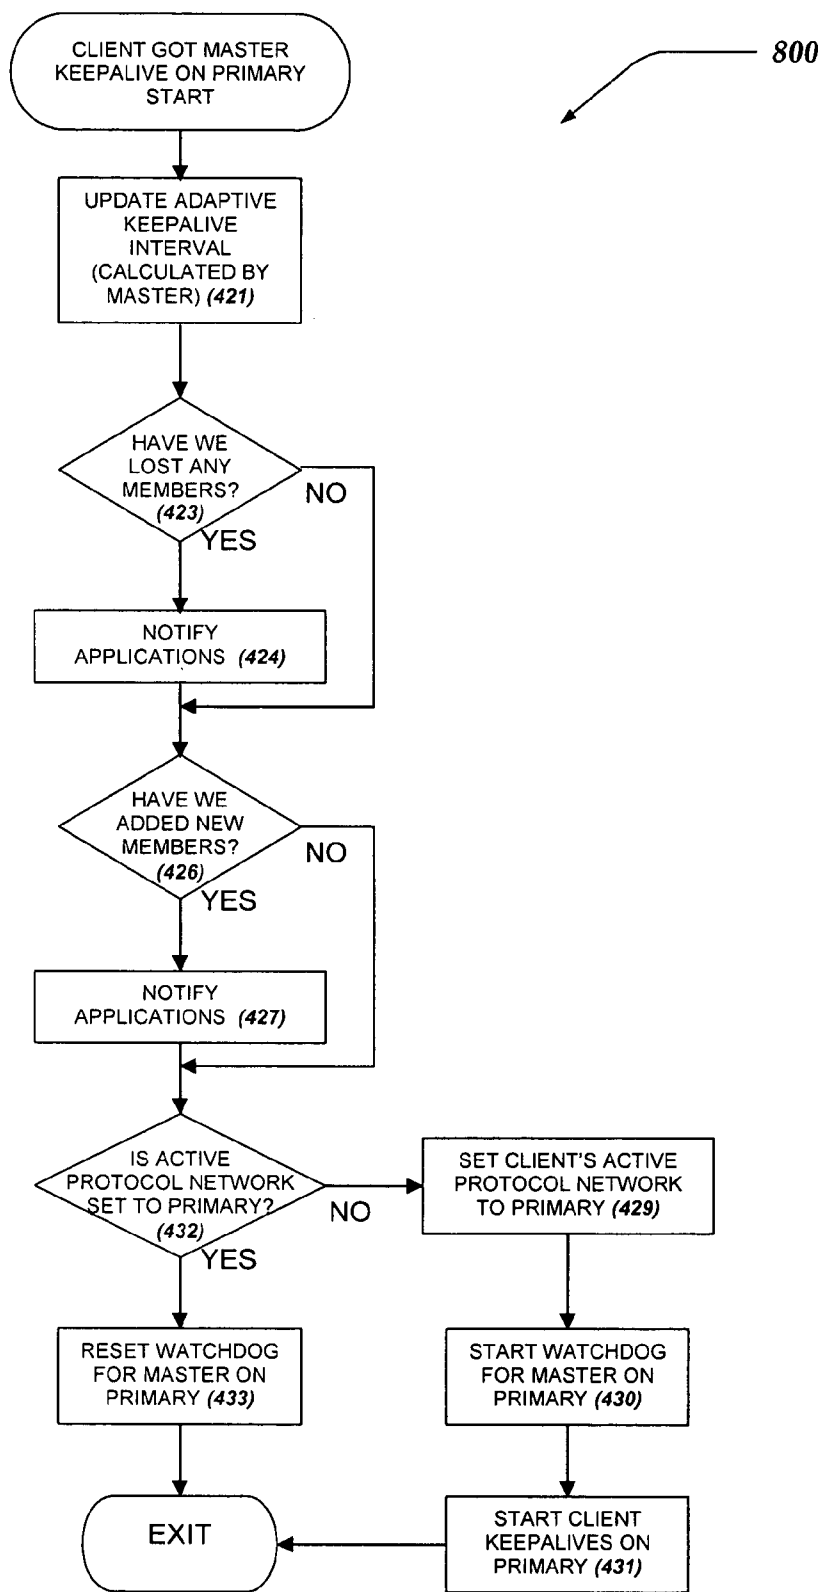 CLIENT GOT MASTER
KEEPALIVE ON PRIMARY
START
800
UPDATE ADAPTIVE
KEEPALIVE
INTERVAL
(CALCULATED BY
MASTER) (421)
HAVE WE
LOST ANY
MEMBERS?
(423)
NO
YES
NOTIFY
APPLICATIONS (424)
HAVE WE
ADDED NEW
MEMBERS?
(426)
NO
YES
NOTIFY
APPLICATIONS (427)
IS ACTIVE
PROTOCOL NETWORK
SET TO PRIMARY?
(432)
NO
YES
SET CLIENT'S ACTIVE
PROTOCOL NETWORK
TO PRIMARY (429)
RESET WATCHDOG
FOR MASTER ON
PRIMARY (433)
START WATCHDOG
FOR MASTER ON
PRIMARY (430)
EXIT
START CLIENT
KEEPALIVES ON
PRIMARY (431)